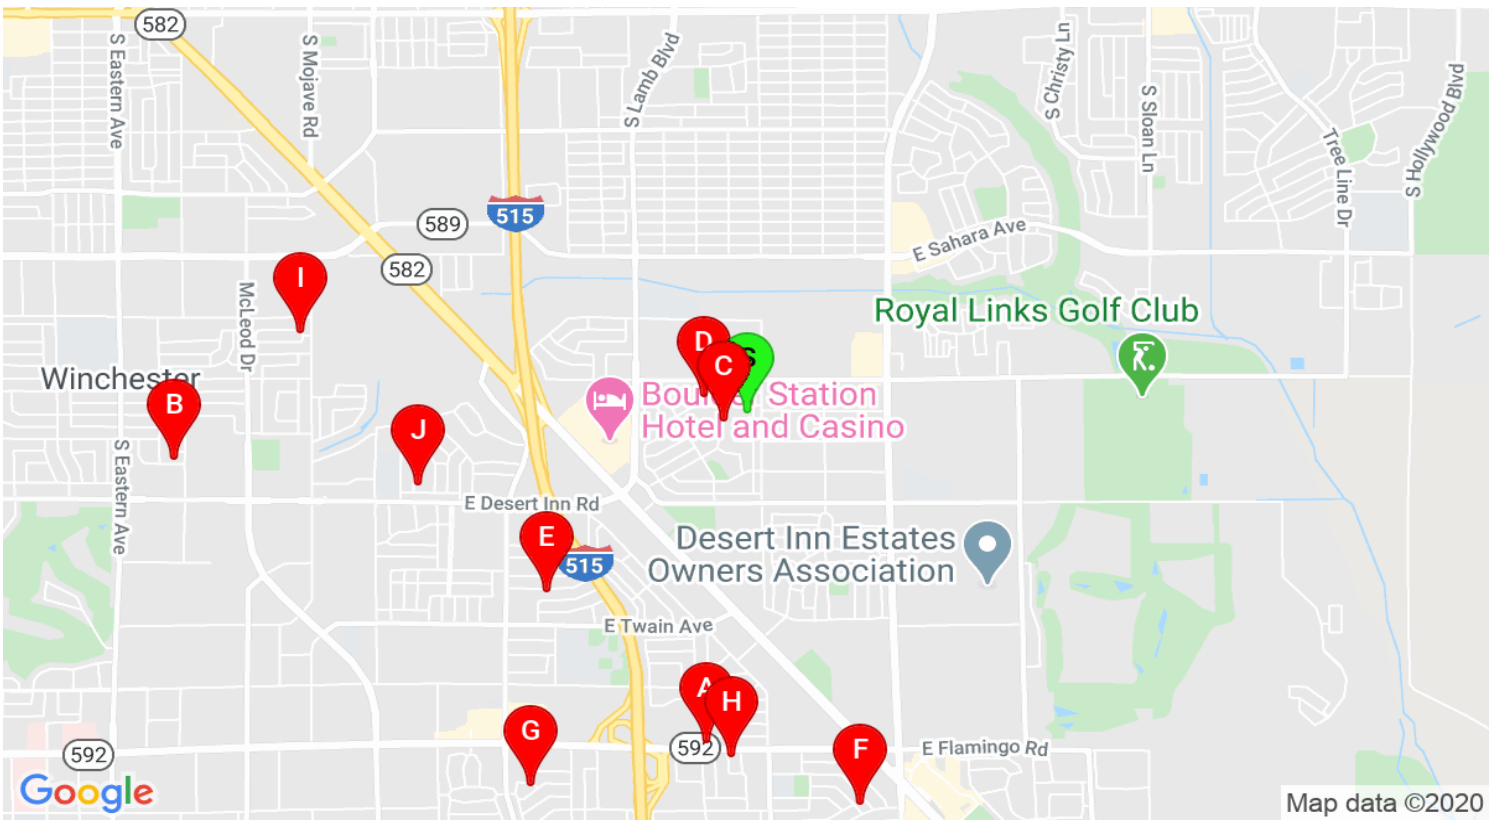 582
S Eastern Ave
S Mojave Rd
S Lamb Blvd
S Christy Ln
S Sloan Ln
Tree Line Dr
S Hollywood Blvp
589
515
E Sahara Ave
582
I
McLeod Dr
Royal Links Golf Club
D
S
C
Winchester
B
J
Station
Hotel and Casino
S Eastern Ave
E Desert Inn Rd
E
515
Desert Inn Estates
Owners Association
E Twain Ave
A
H
G
F
592
592
E Flamingo Rd
Google
Map data ©2020